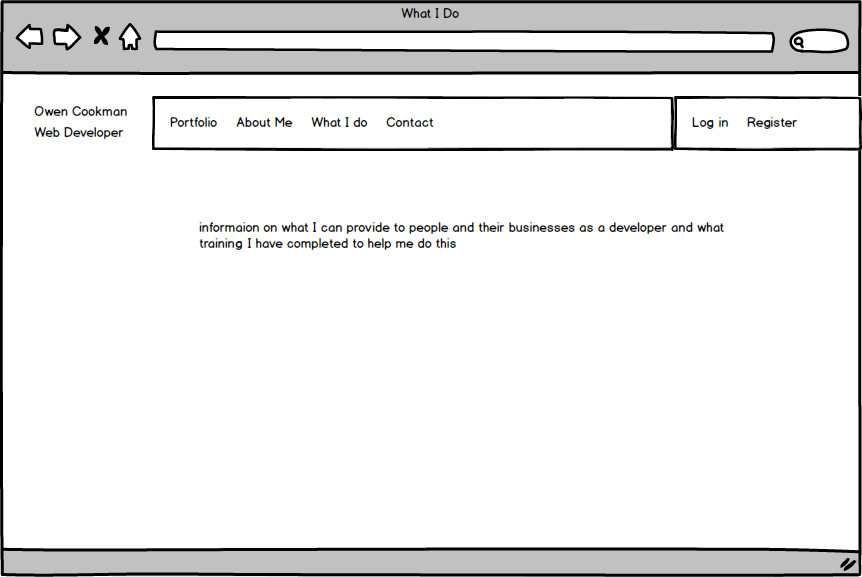 What I Do
Owen Cookman
Web Developer
Portfolio About Me What I do Contact
Log in Register
informaion on what I can provide to people and their businesses as a developer and what
training I have completed to help me do this